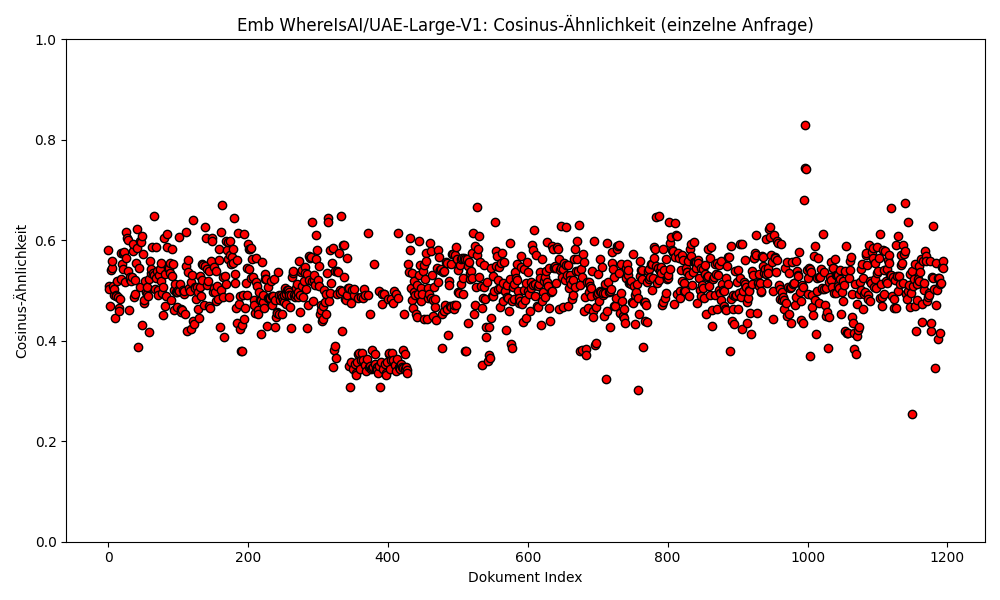 Emb WhereIsAI/UAE-Large-V1: Cosinus-Ähnlichkeit (einzelne Anfrage)
1.0
0.8
0.6
0.4
0.2
0.0
Cosinus-Ähnlichkeit
0 200 400 600 800 1000 1200
Dokument Index